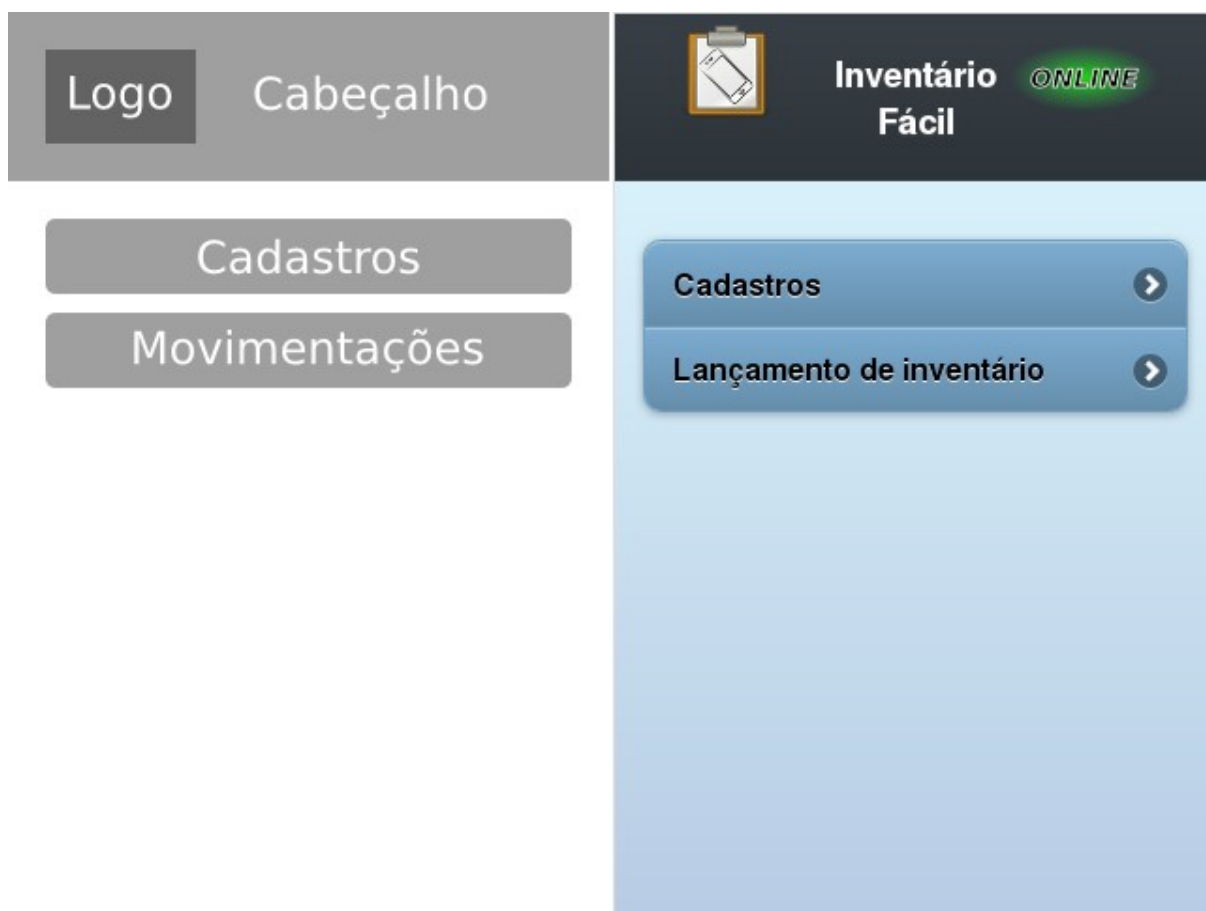 Logo
Cabeçalho
Cadastros
Movimentações
Inventário
Fácil
ONLINE
Cadastros
Lançamento de inventário